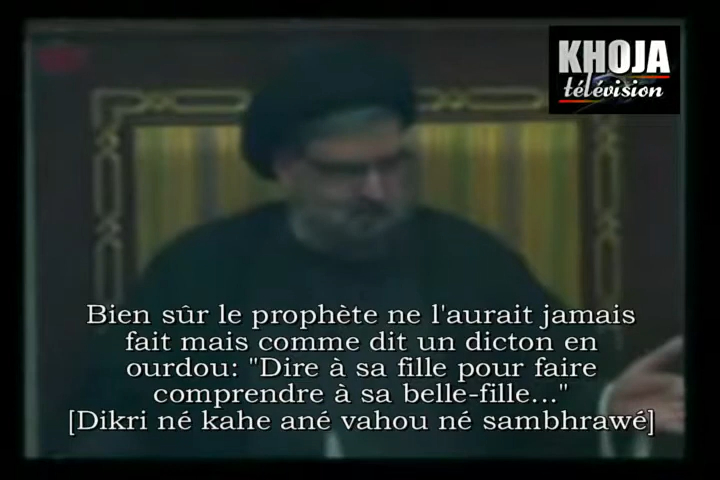 KHOJA
télévision
Bien sûr le prophète ne l'aurait jamais
fait mais comme dit un dicton en
ourdou: "Dire à sa fille pour faire
comprendre à sa belle-fille..."
[Dikri né kahe ané vahou né sambhrawé]